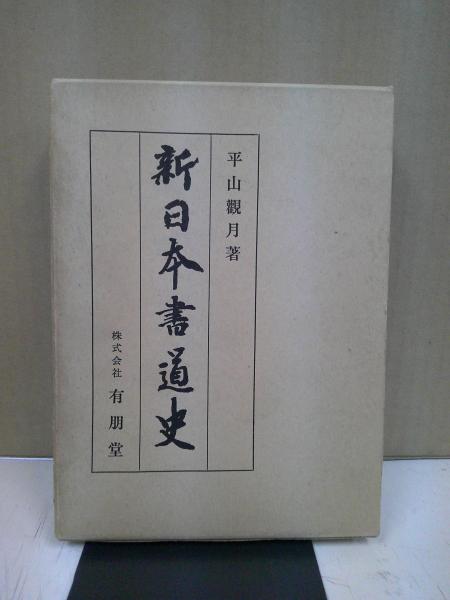 平山觀月著
新日本書道史
株式会社 有朋堂